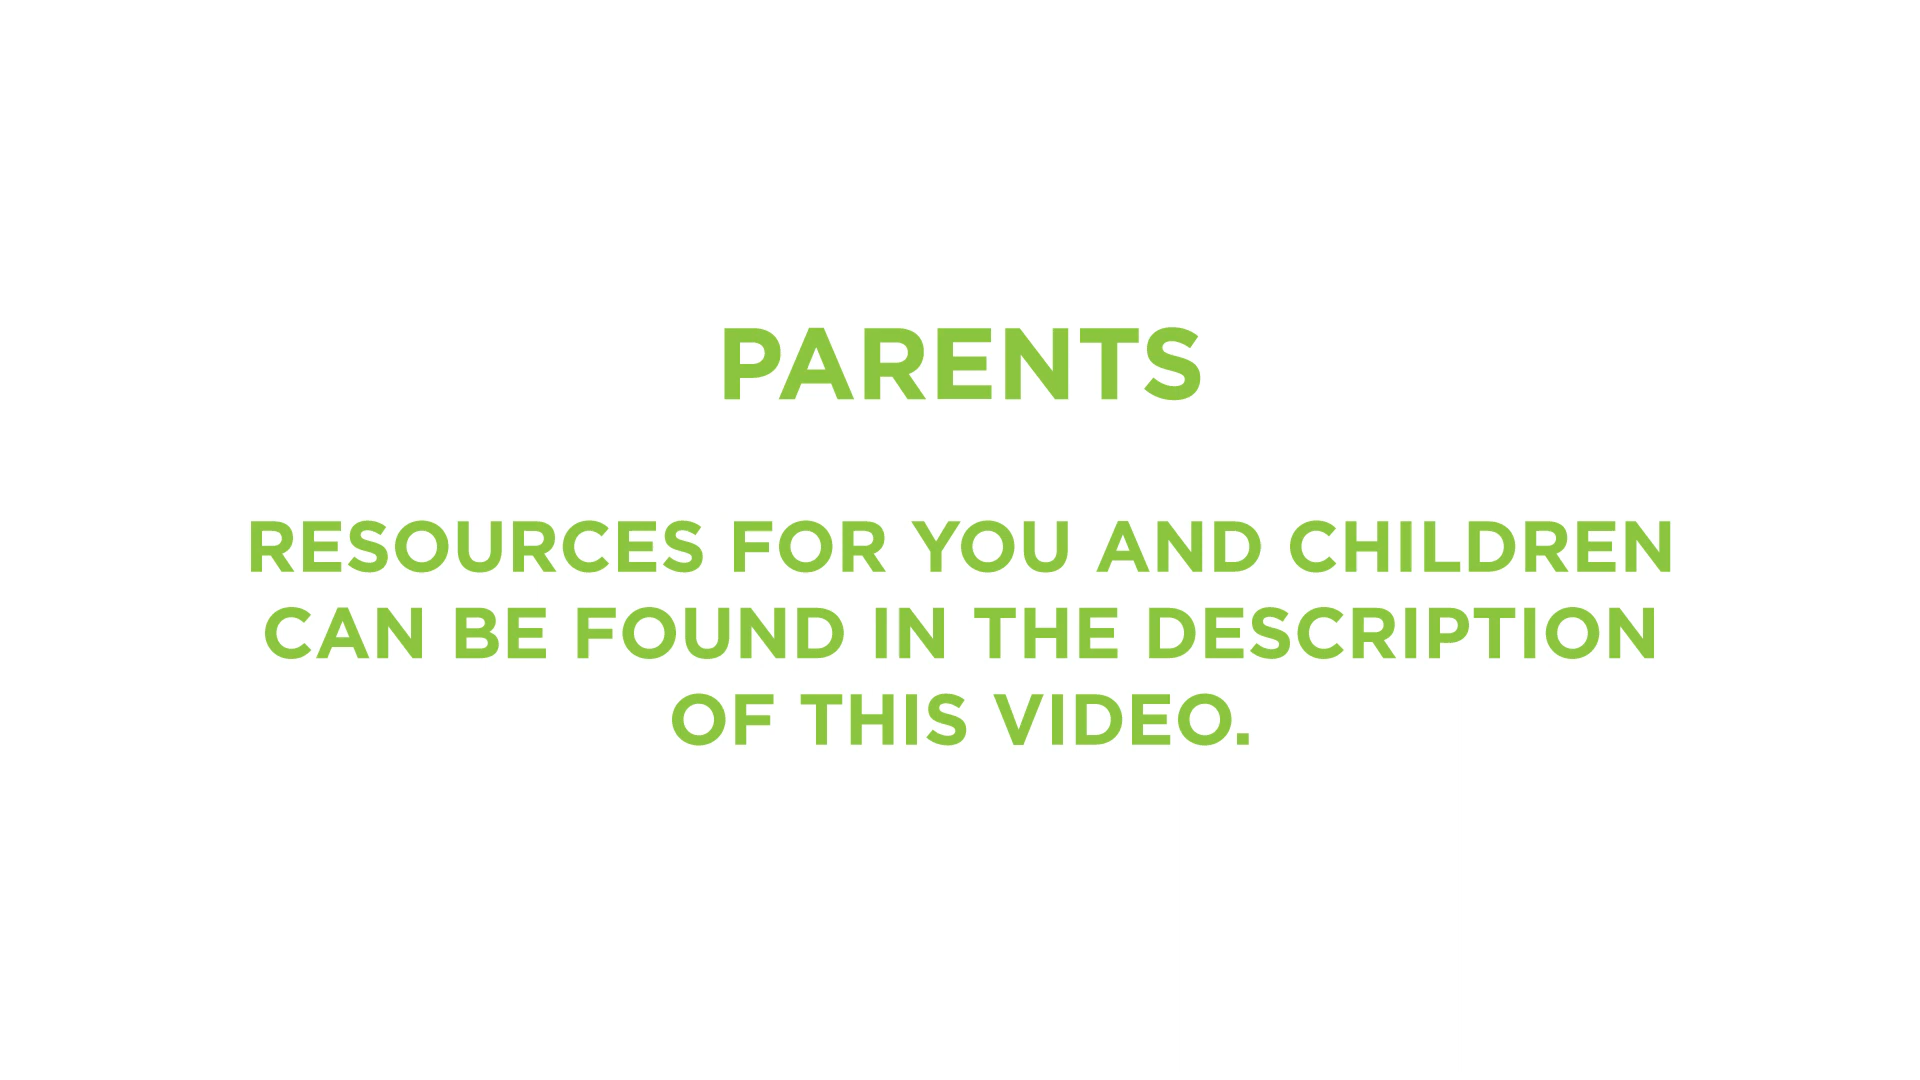 PARENTS
RESOURCES FOR YOU AND CHILDREN
CAN BE FOUND IN THE DESCRIPTION
OF THIS VIDEO.